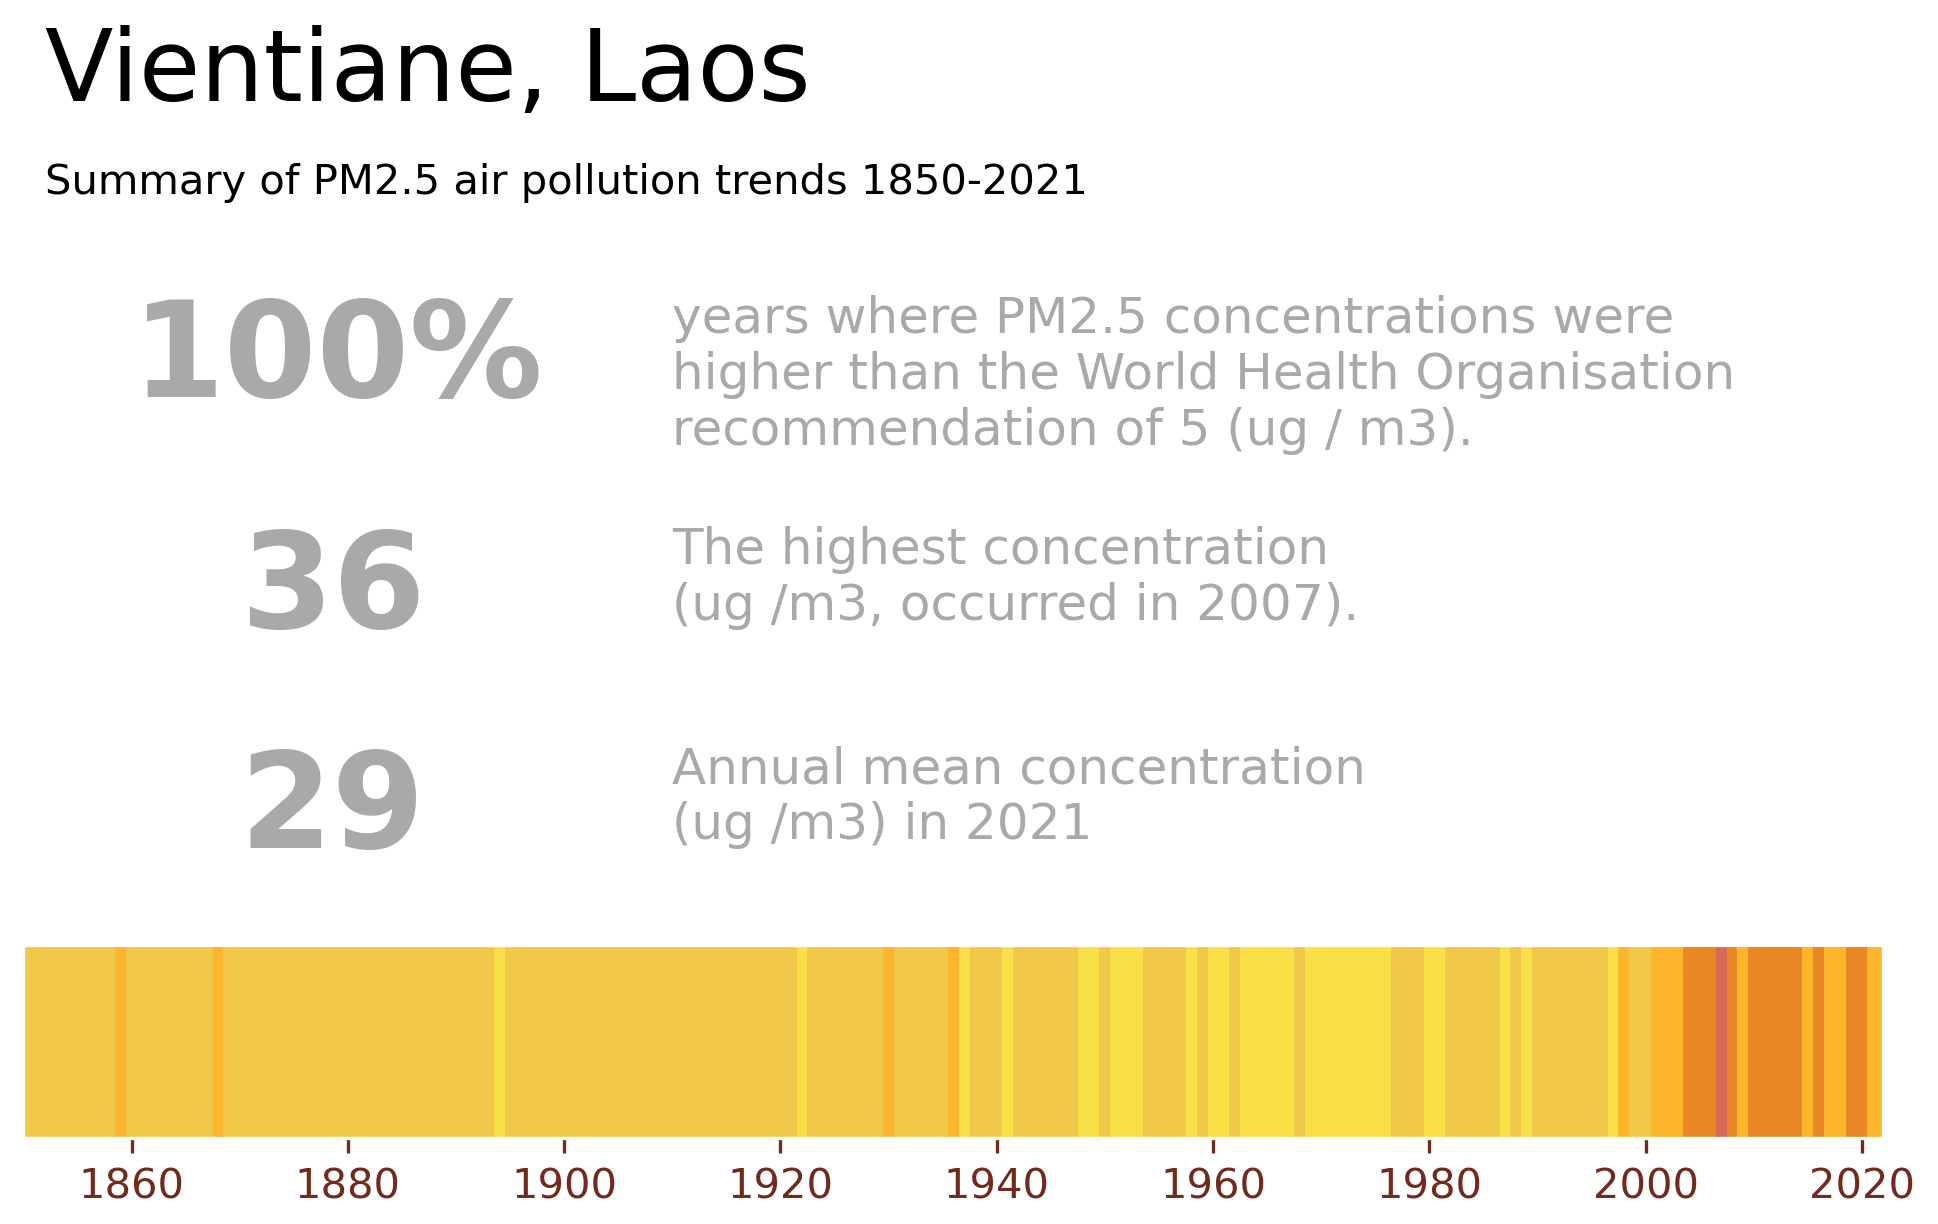 Vientiane, Laos
Summary of PM2.5 air pollution trends 1850-2021
100%
years where PM2.5 concentrations were
higher than the World Health Organisation
recommendation of 5 (ug / m3).
36
The highest concentration
(ug /m3, occurred in 2007).
29
Annual mean concentration
(ug /m3) in 2021
1860 1880 1900 1920 1940 1960 1980 2000 2020